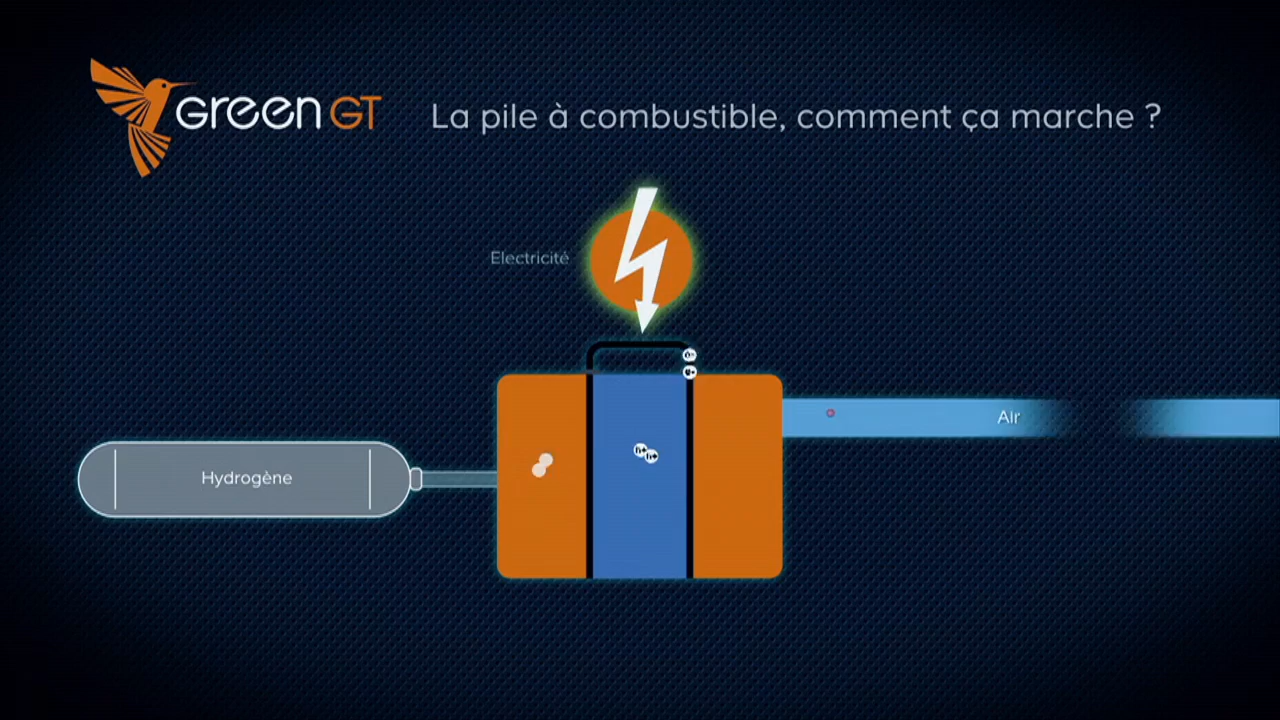 Green GT
La pile à combustible, comment ça marche ?
Electricité
Air
Hydrogène